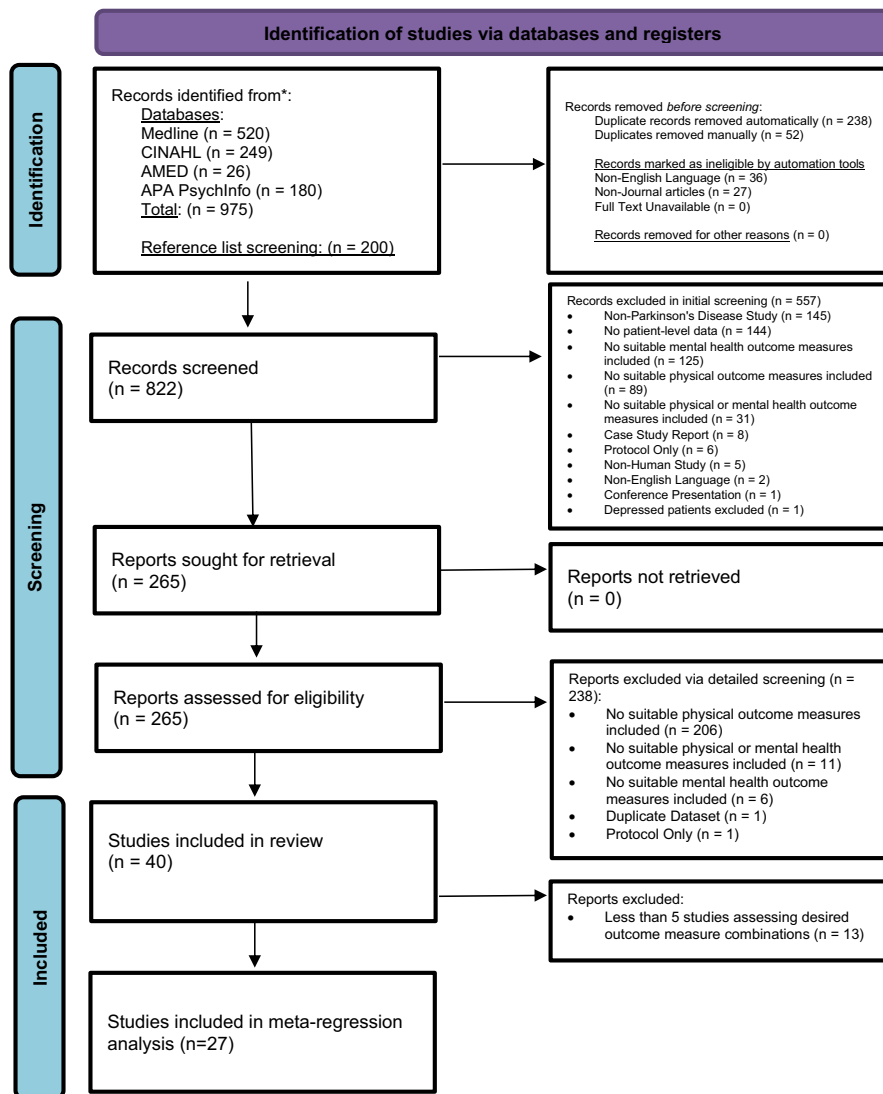 Identification of studies via databases and registers
Identification
Records identified from*:
Databases:
Medline (n = 520)
CINAHL (n = 249)
AMED (n = 26)
APA PsychInfo (n = 180)
Total: (n = 975)
Reference list screening: (n = 200)
Records removed before screening:
Duplicate records removed automatically (n = 238)
Duplicates removed manually (n = 52)
Records marked as ineligible by automation tools
Non-English Language (n = 36)
Non-Journal articles (n = 27)
Full Text Unavailable (n = 0)
Records removed for other reasons (n = 0)
Screening
Records screened
(n = 822)
Records excluded in initial screening (n = 557)
• Non-Parkinson's Disease Study (n = 145)
• No patient-level data (n = 144)
• No suitable mental health outcome measures
included (n = 125)
• No suitable physical outcome measures included
(n = 89)
• No suitable physical or mental health outcome
measures included (n = 31)
• Case Study Report (n = 8)
• Protocol Only (n = 6)
• Non-Human Study (n = 5)
• Non-English Language (n = 2)
• Conference Presentation (n = 1)
• Depressed patients excluded (n = 1)
Reports sought for retrieval
(n = 265)
Reports not retrieved
(n = 0)
Reports assessed for eligibility
(n = 265)
Reports excluded via detailed screening (n =
238):
• No suitable physical outcome measures
included (n = 206)
• No suitable physical or mental health
outcome measures included (n = 11)
• No suitable mental health outcome
measures included (n = 6)
• Duplicate Dataset (n = 1)
• Protocol Only (n = 1)
Included
Studies included in review
(n = 40)
Reports excluded:
• Less than 5 studies assessing desired
outcome measure combinations (n = 13)
Studies included in meta-regression
analysis (n=27)